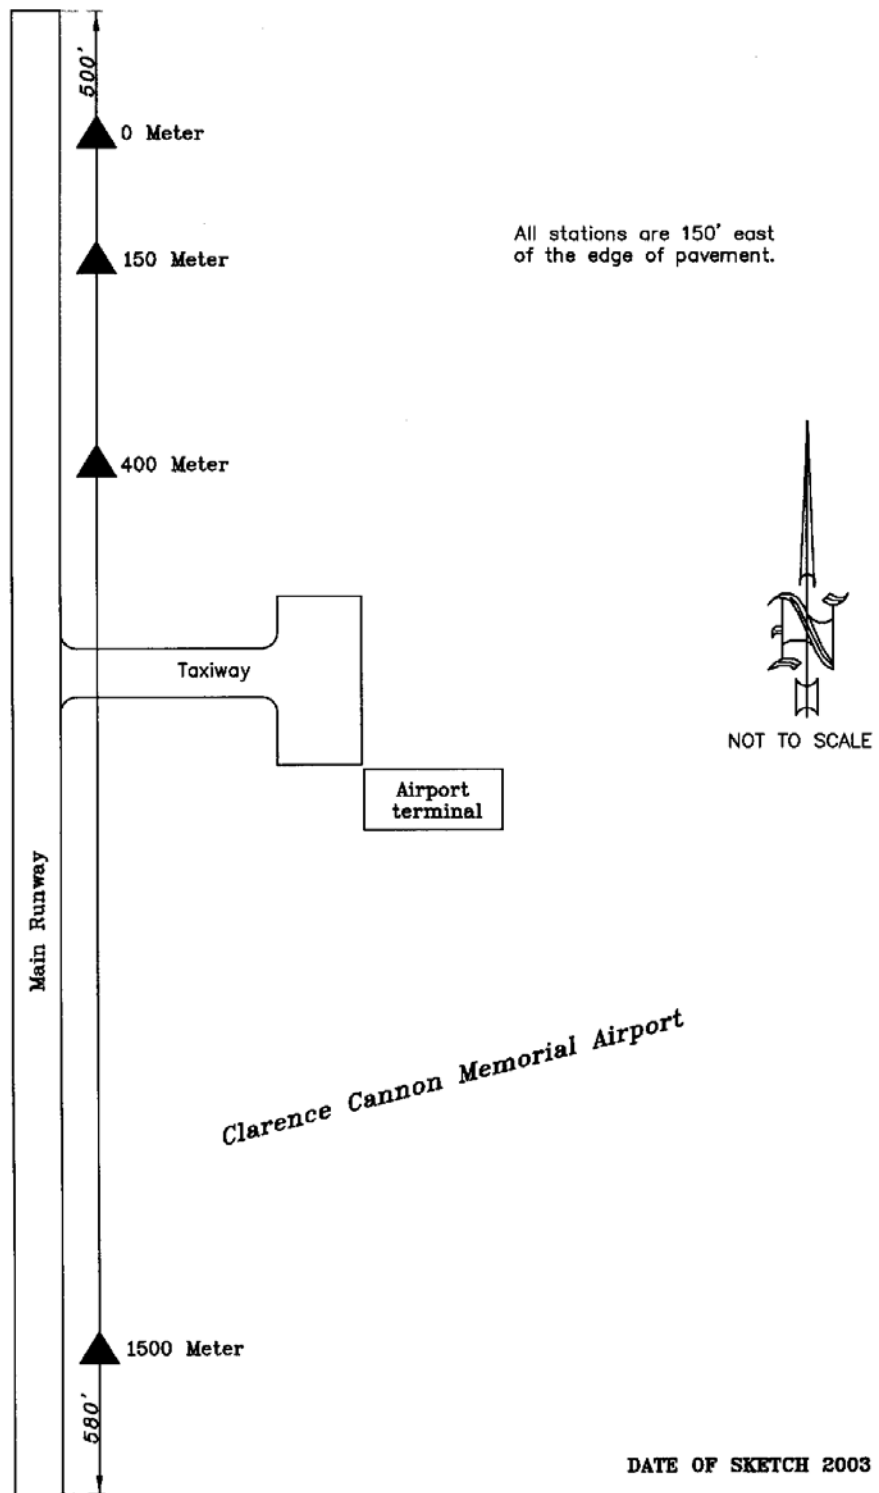 500'
0 Meter
150 Meter
All stations are 150' east
of the edge of pavement.
400 Meter
N
Taxiway
NOT TO SCALE
Airport
terminal
Main Runway
Clarence Cannon Memorial Airport
1500 Meter
580'
DATE OF SKETCH 2003